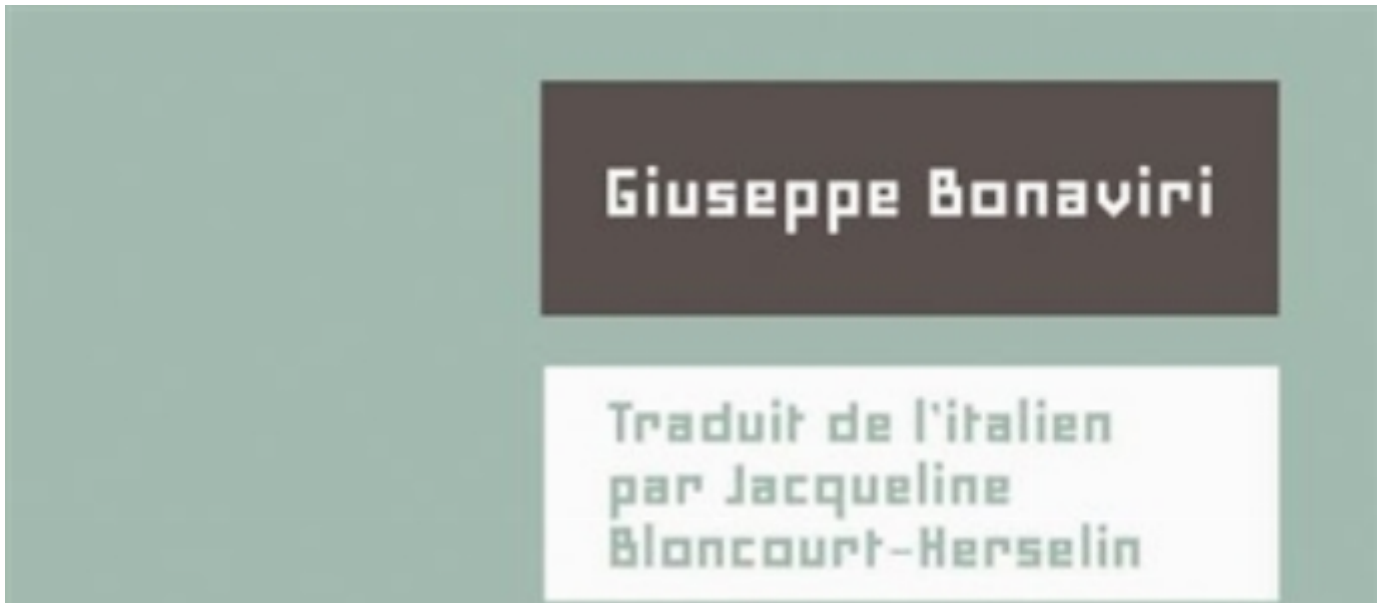 Giuseppe Bonaviri
Traduit de l'italien
par Jacqueline
Bloncourt-Herselin